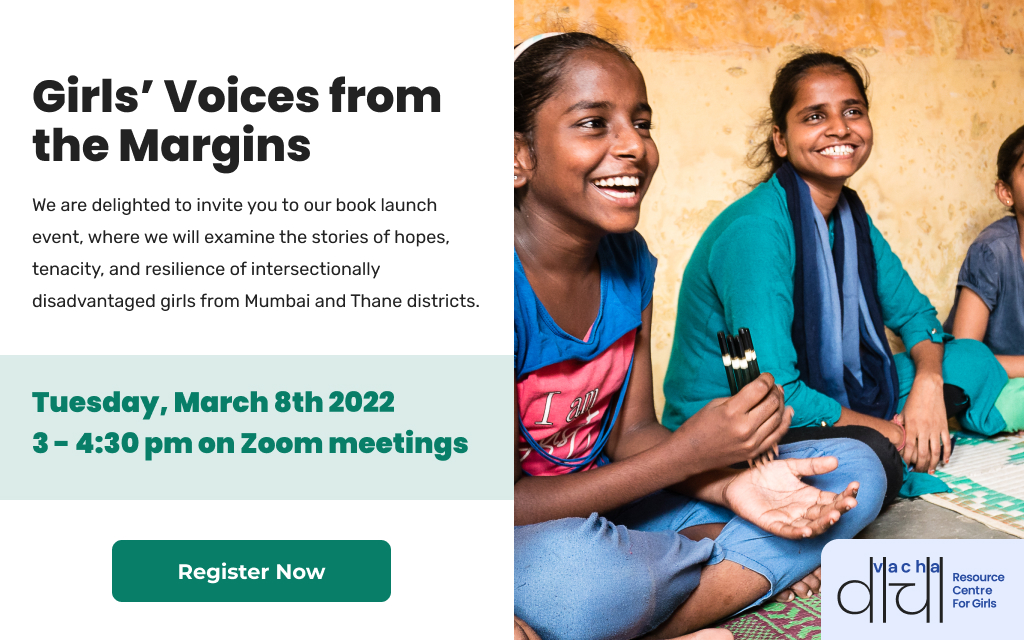 Girls’ Voices from
the Margins
We are delighted to invite you to our book launch
event, where we will examine the stories of hopes,
tenacity, and resilience of intersectionally
disadvantaged girls from Mumbai and Thane districts.
Tuesday, March 8th 2022
3 – 4:30 pm on Zoom meetings
Register Now
I am
vacha
वाचा
Resource
Centre
For Girls